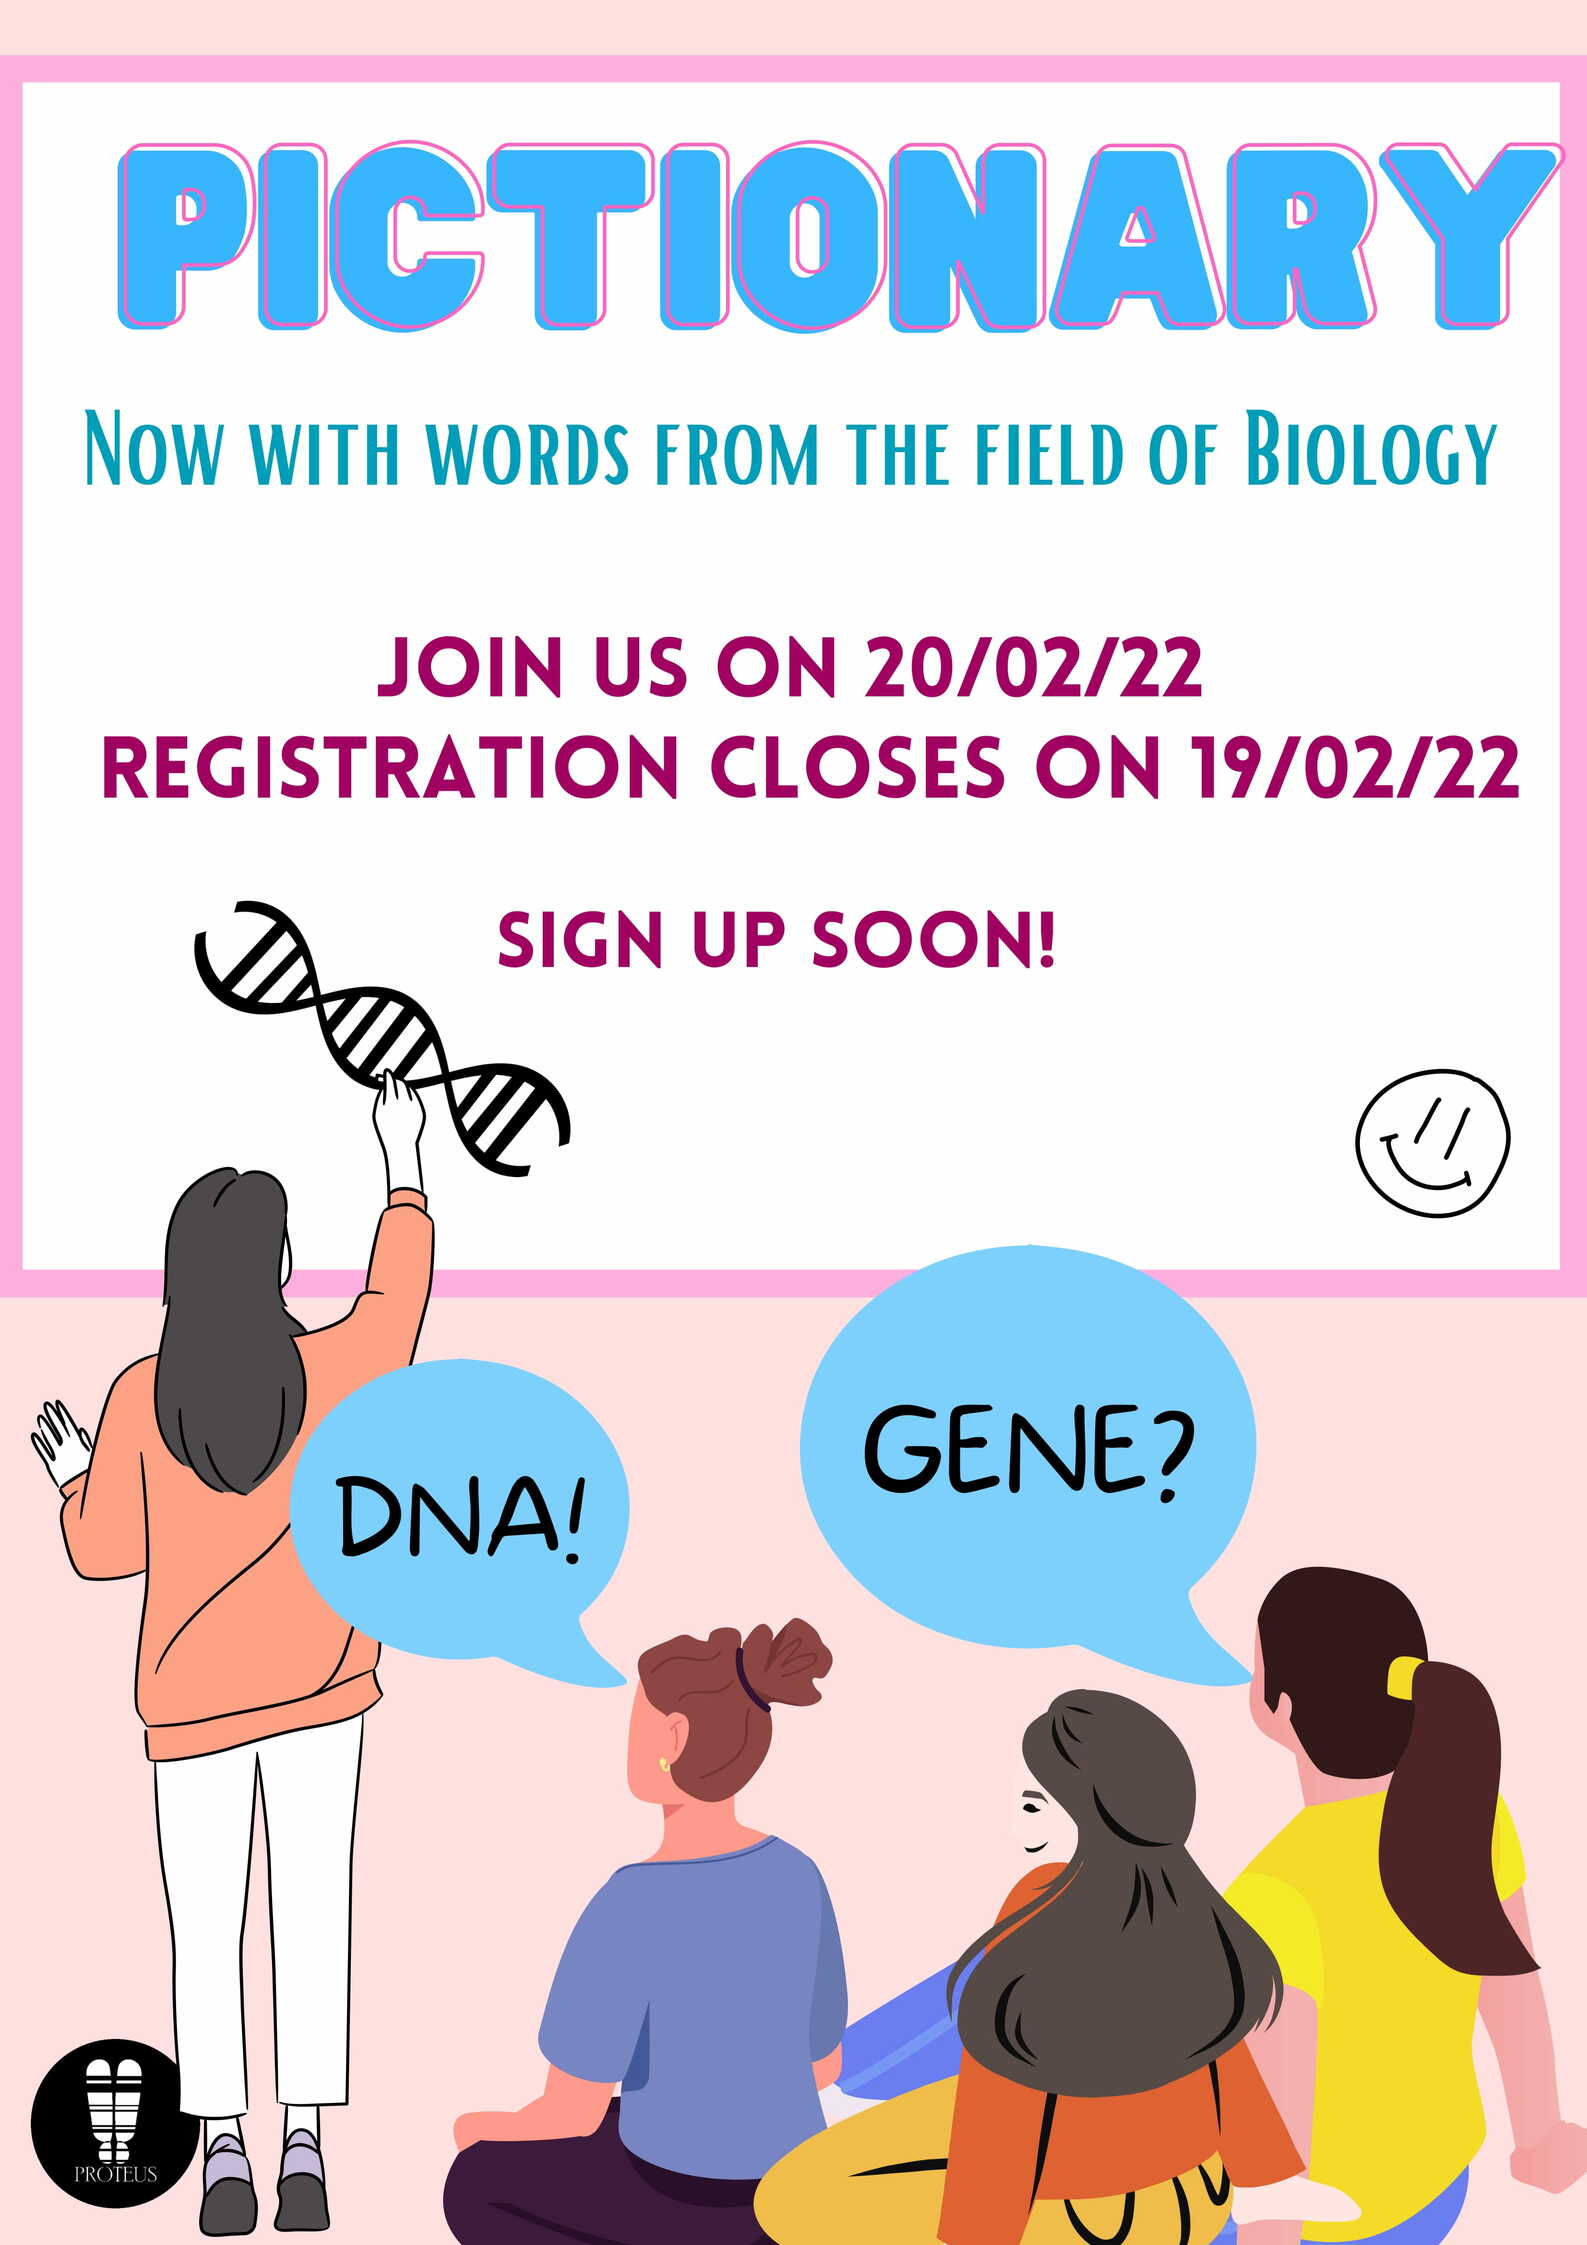 PICTIONARY
Now with words from the field of Biology
JOIN US ON 20/02/22
REGISTRATION CLOSES ON 19/02/22
SIGN UP SOON!
GENE?
DNA!
PROTEUS